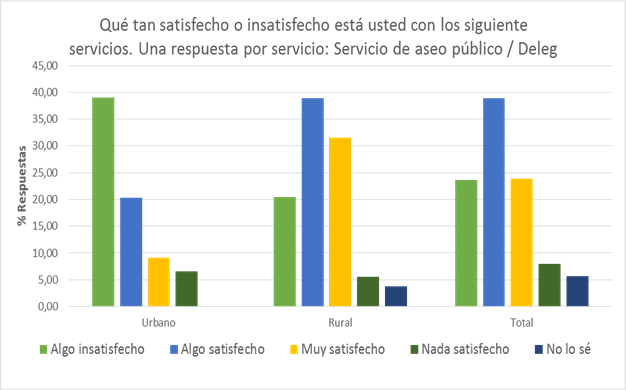 Qué tan satisfecho o insatisfecho está usted con los siguiente
servicios. Una respuesta por servicio: Servicio de aseo público / Deleg
45,00
40,00
35,00
30,00
25,00
20,00
15,00
10,00
5,00
0,00
% Respuestas
Urbano Rural Total
Algo insatisfecho Algo satisfecho Muy satisfecho Nada satisfecho No lo sé